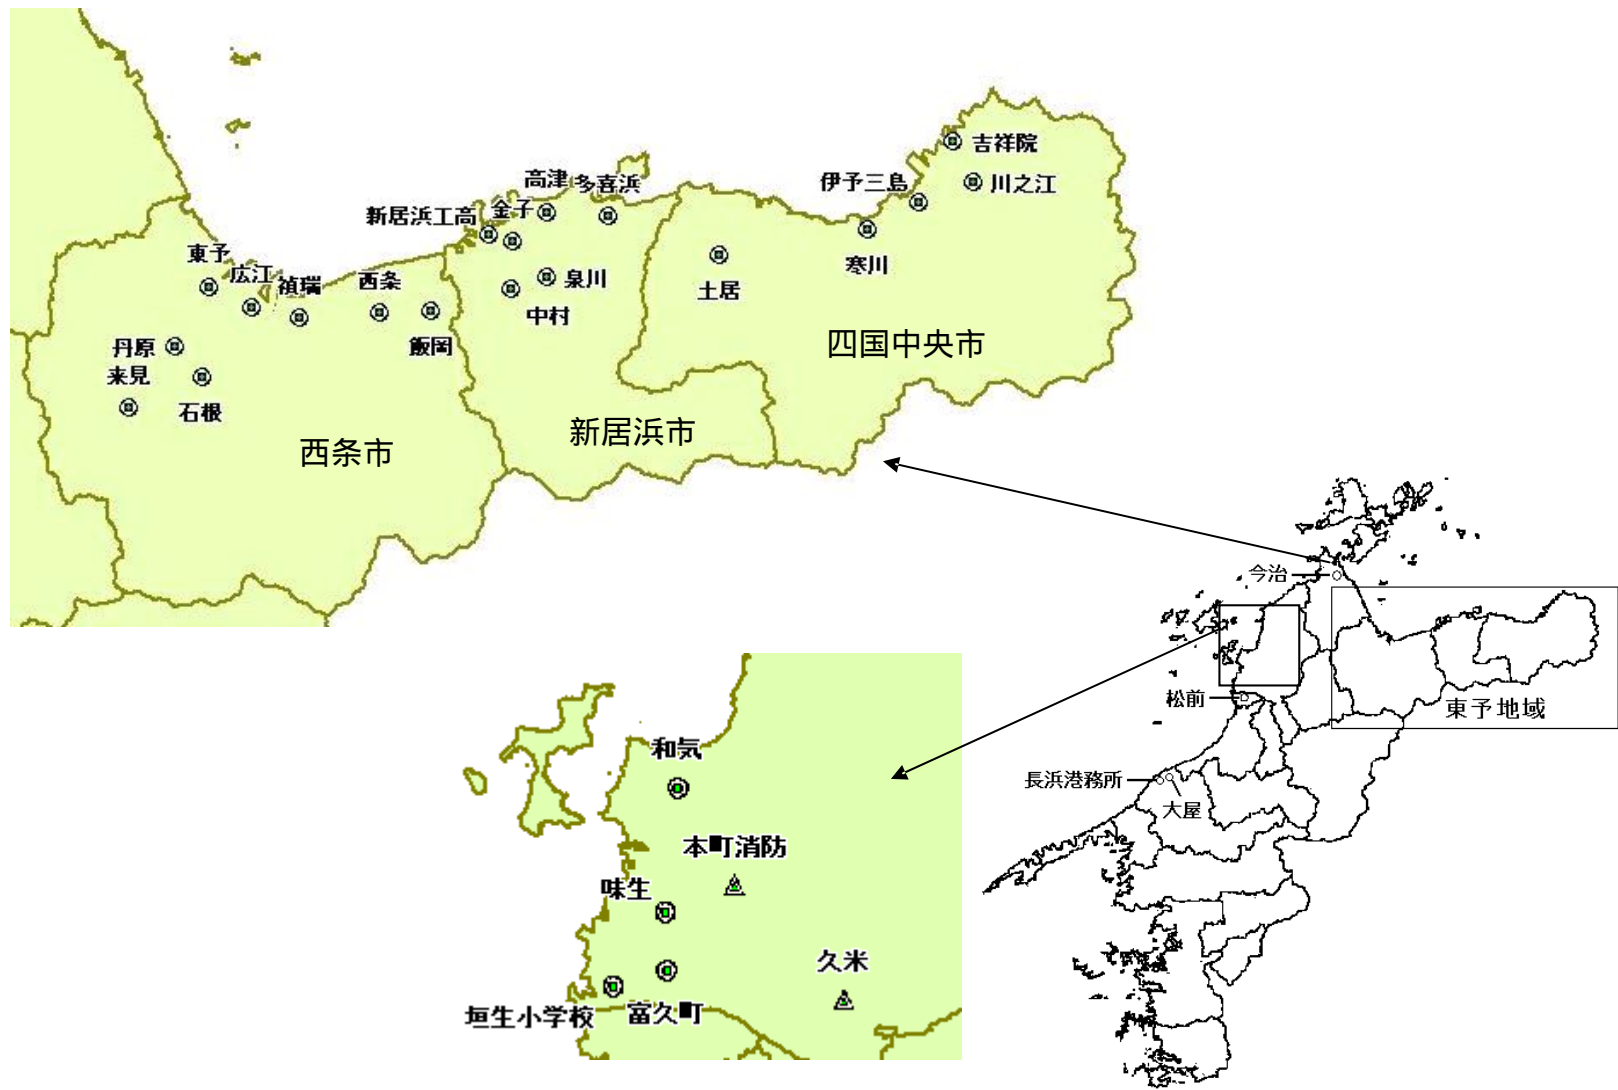 吉祥院
川之江
伊予三島
高津
多喜浜
新居浜工高
金子
東予
広江
禎瑞
西条
泉川
寒川
土居
中村
飯岡
四国中央市
丹原
来見
石根
新居浜市
西条市
今治
松前
東予地域
長浜港務所
大屋
和気
本町消防
味生
久米
垣生小学校
富久町